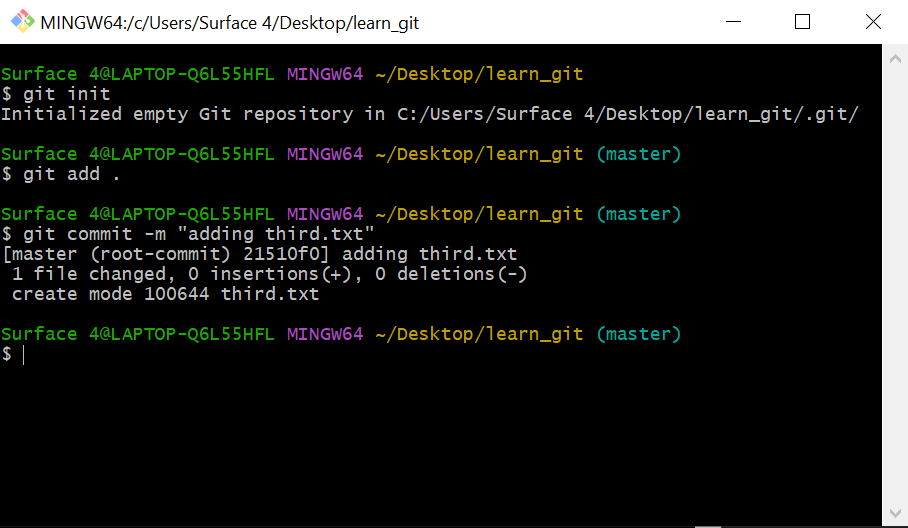 MINGW64:/c/Users/Surface 4/Desktop/learn_git
Surface 4@LAPTOP-Q6L55HFL MINGW64 ~/Desktop/learn_git
$ git init
Initialized empty Git repository in C:/Users/Surface 4/Desktop/learn_git/.git/
Surface 4@LAPTOP-Q6L55HFL MINGW64 ~/Desktop/learn_git (master)
$ git add .
Surface 4@LAPTOP-Q6L55HFL MINGW64 ~/Desktop/learn_git (master)
$ git commit -m "adding third.txt"
[master (root-commit) 21510f0] adding third.txt
 1 file changed, 0 insertions(+), 0 deletions(-)
 create mode 100644 third.txt
Surface 4@LAPTOP-Q6L55HFL MINGW64 ~/Desktop/learn_git (master)
$